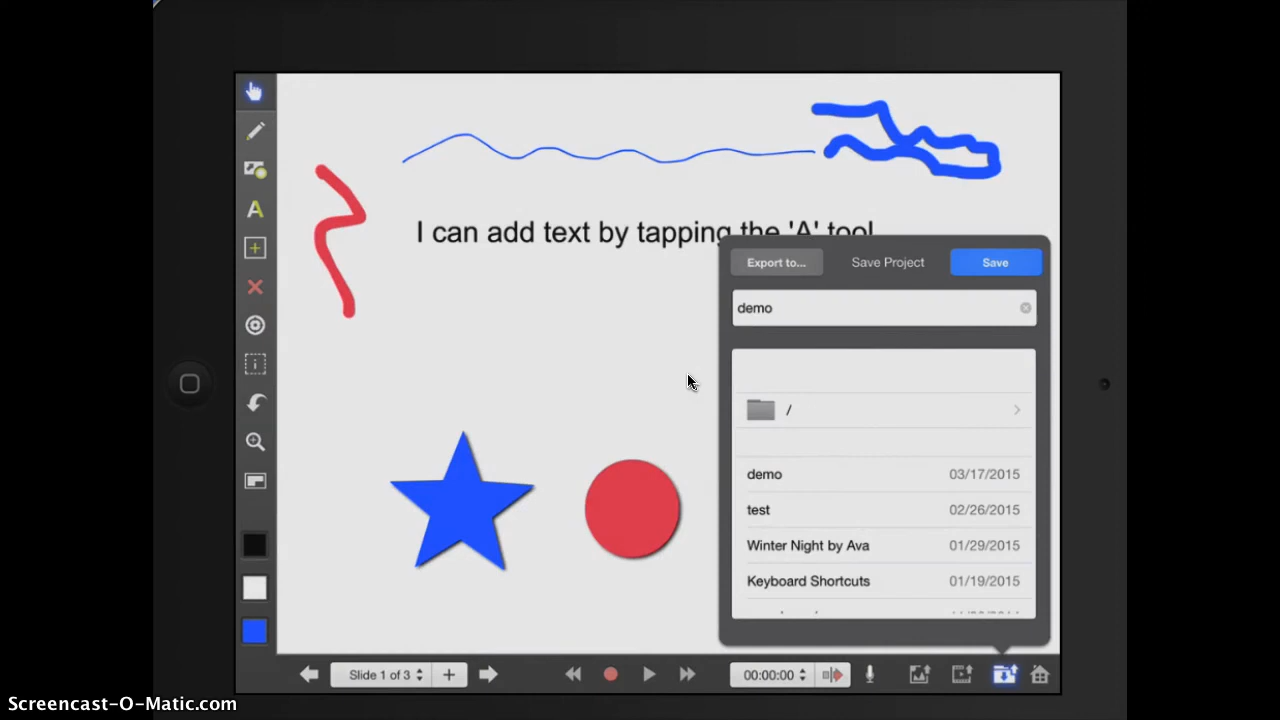 I can add text by tapping the 'A' tool
Export to...
Save Project
Save
demo
/
demo 03/17/2015
test 02/26/2015
Winter Night by Ava 01/29/2015
Keyboard Shortcuts 01/19/2015
A
Slide 1 of 3
00:00:00
Screencast-O-Matic.com